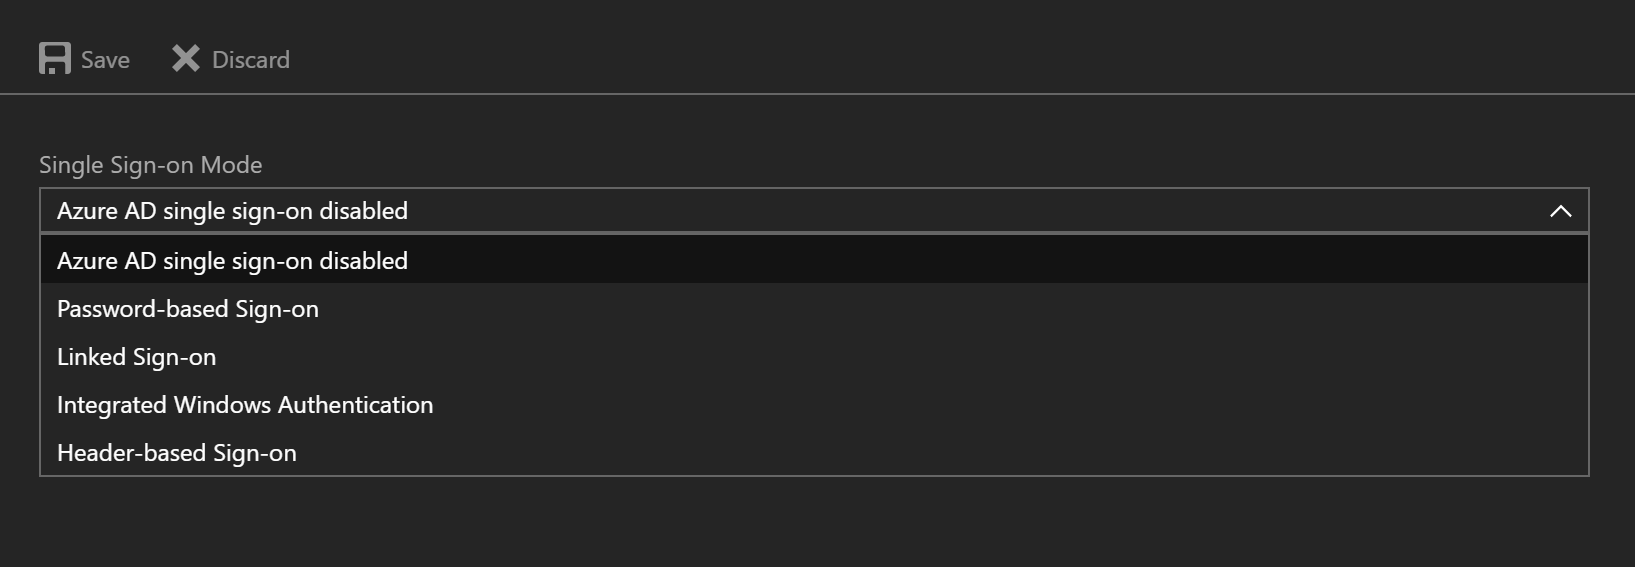 Save Discard
Single Sign-on Mode
Azure AD single sign-on disabled
Azure AD single sign-on disabled
Password-based Sign-on
Linked Sign-on
Integrated Windows Authentication
Header-based Sign-on